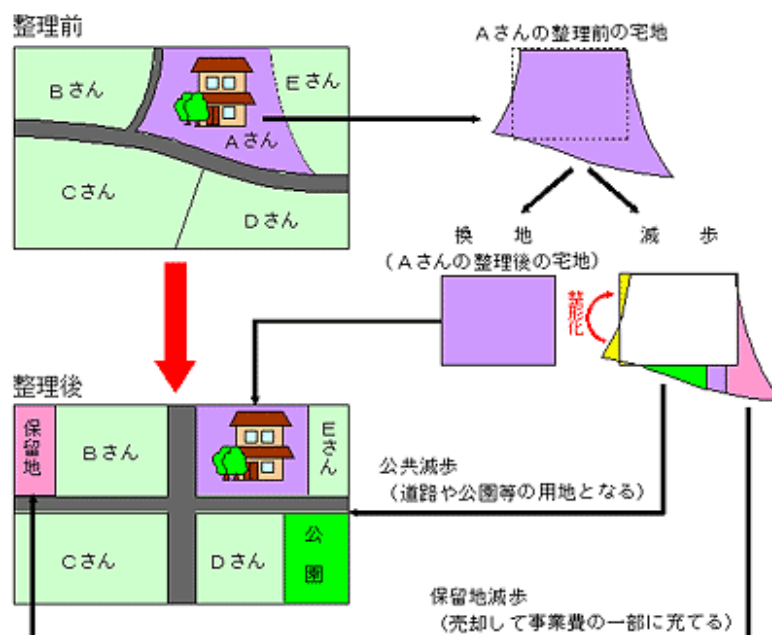 整理前
Bさん
Eさん
Aさん
Cさん
Dさん
Aさんの整理前の宅地
換 地
(Aさんの整理後の宅地)
減 歩
整形化
整理後
保留地
Bさん
Eさん
Cさん
Dさん
公園
公共減歩
(道路や公園等の用地となる)
保留地減歩
(売却して事業費の一部に充てる)